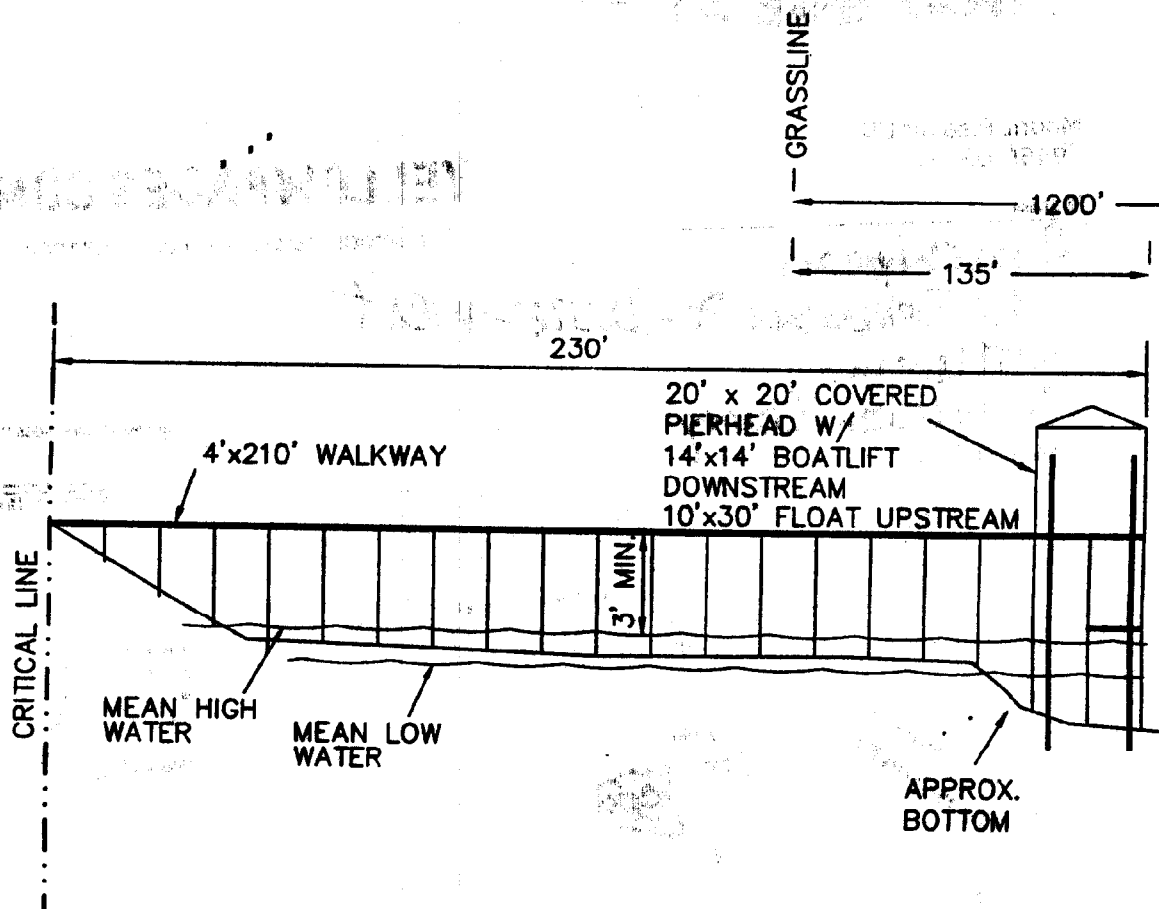 GRASSLINE
1200'
135'
230'
20' x 20' COVERED
PIERHEAD W/
14'x14' BOATLIFT
DOWNSTREAM
10'x30' FLOAT UPSTREAM
4'x210' WALKWAY
3' MIN.
CRITICAL LINE
MEAN HIGH
WATER
MEAN LOW
WATER
APPROX.
BOTTOM